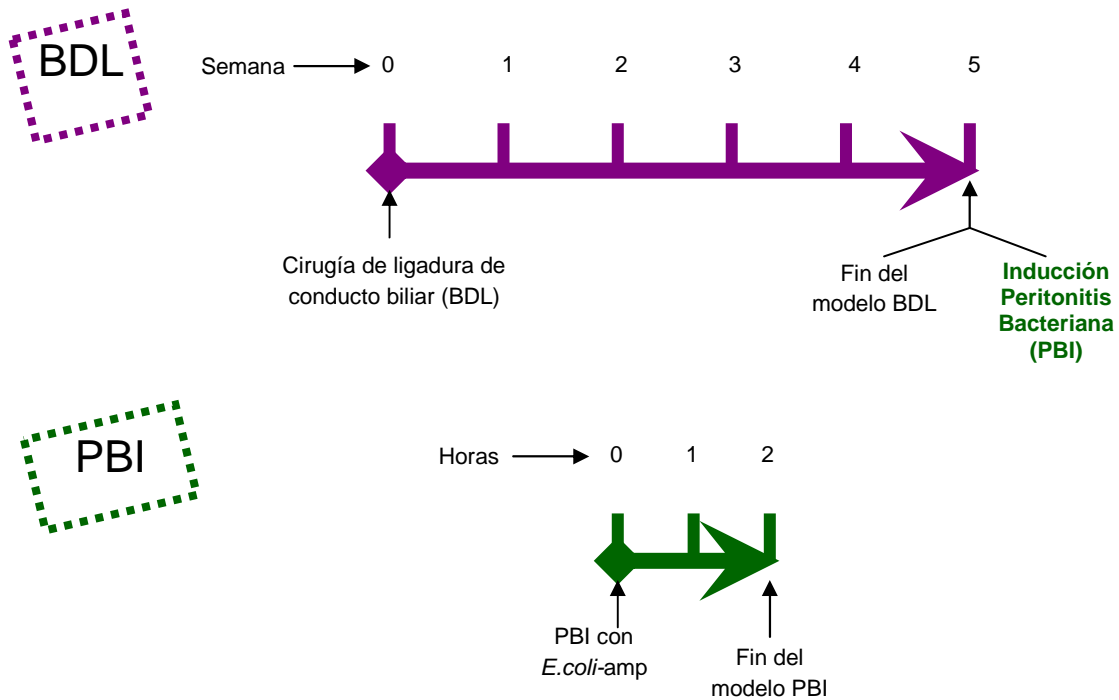 BDL
Semana 0 1 2 3 4 5
Cirugía de ligadura de
conducto biliar (BDL)
Fin del
modelo BDL
Inducción
Peritonitis
Bacteriana
(PBI)
PBI
Horas 0 1 2
PBI con
E.coli-amp
Fin del
modelo PBI